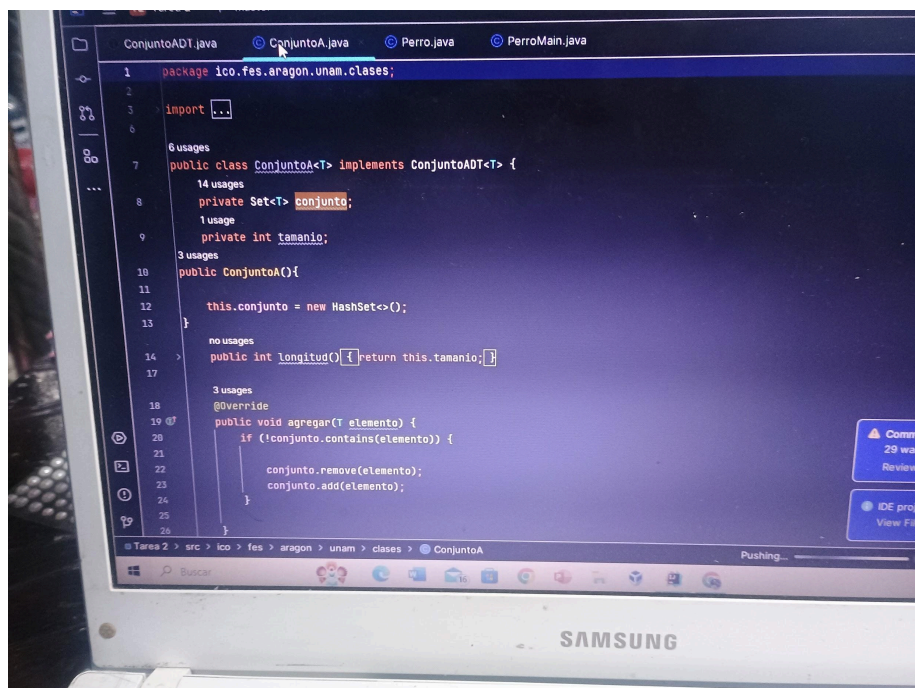 ConjuntoADT.java ConjuntoA.java Perro.java PerroMain.java
1 package ico.fes.aragon.unam.clases;
2
3 import ...
6
6 usages
7 public class ConjuntoA<T> implements ConjuntoADT<T> {
14 usages
8 private Set<T> conjunto;
1 usage
9 private int tamanio;
3 usages
10 public ConjuntoA(){
11
12 this.conjunto = new HashSet<>();
13 }
no usages
14 public int longitud() { return this.tamanio; }
17
3 usages
18 @Override
19 public void agregar(T elemento) {
20 if (!conjunto.contains(elemento)) {
21
22 conjunto.remove(elemento);
23 conjunto.add(elemento);
24 }
25
26 }
29
Review
IDE
View
Tarea 2 > src > ico > fes > aragon > unam > clases > ConjuntoA
Pushing...
Buscar
SAMSUNG